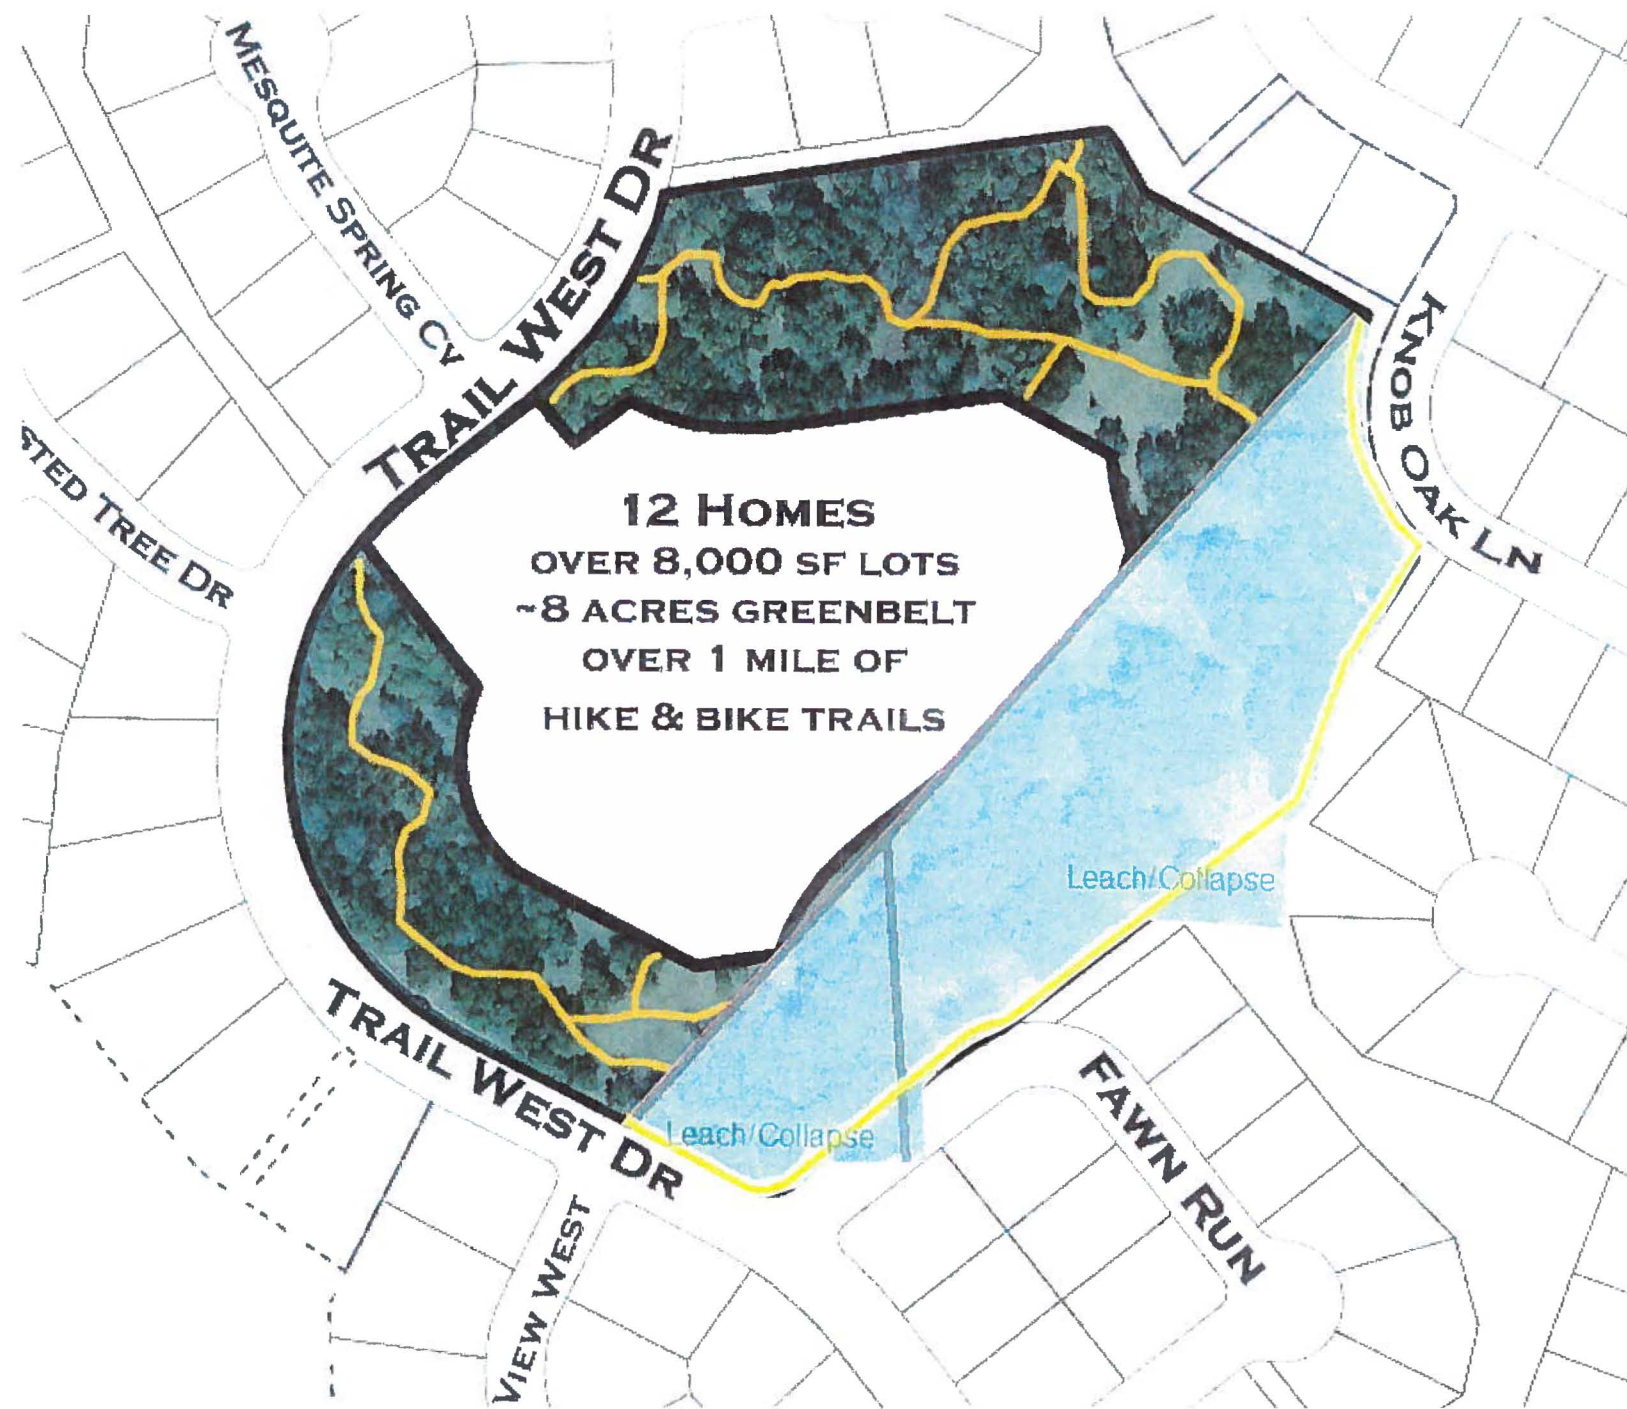 MESQUITE SPRING CV
TRAIL WEST DR
KNOB OAK LN
STED TREE DR
12 HOMES
OVER 8,000 SF LOTS
~8 ACRES GREENBELT
OVER 1 MILE OF
HIKE & BIKE TRAILS
Leach/Collapse
TRAIL WEST DR
Leach/Collapse
FAWN RUN
VIEW WEST